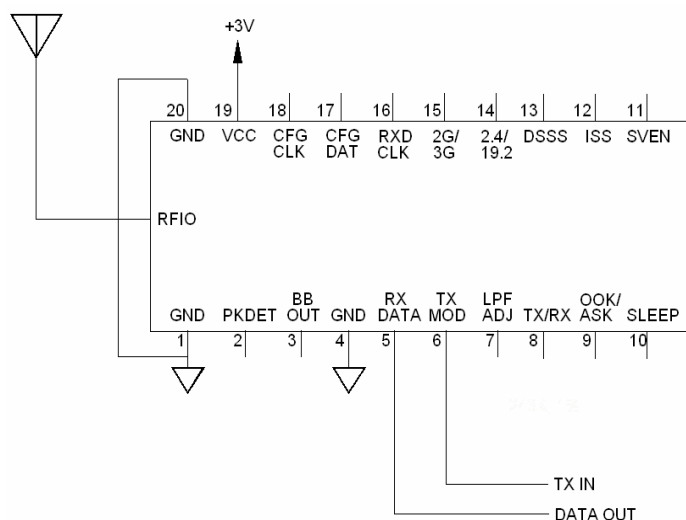 +3V
20 19 18 17 16 15 14 13 12 11
GND VCC CFG CFG RXD 2G/ 2.4/ DSSS ISS SVEN
CLK DAT CLK 3G 19.2
RFIO
BB RX TX LPF OOK/
GND PKDET OUT GND DATA MOD ADJ TX/RX ASK SLEEP
1 2 3 4 5 6 7 8 9 10
TX IN
DATA OUT